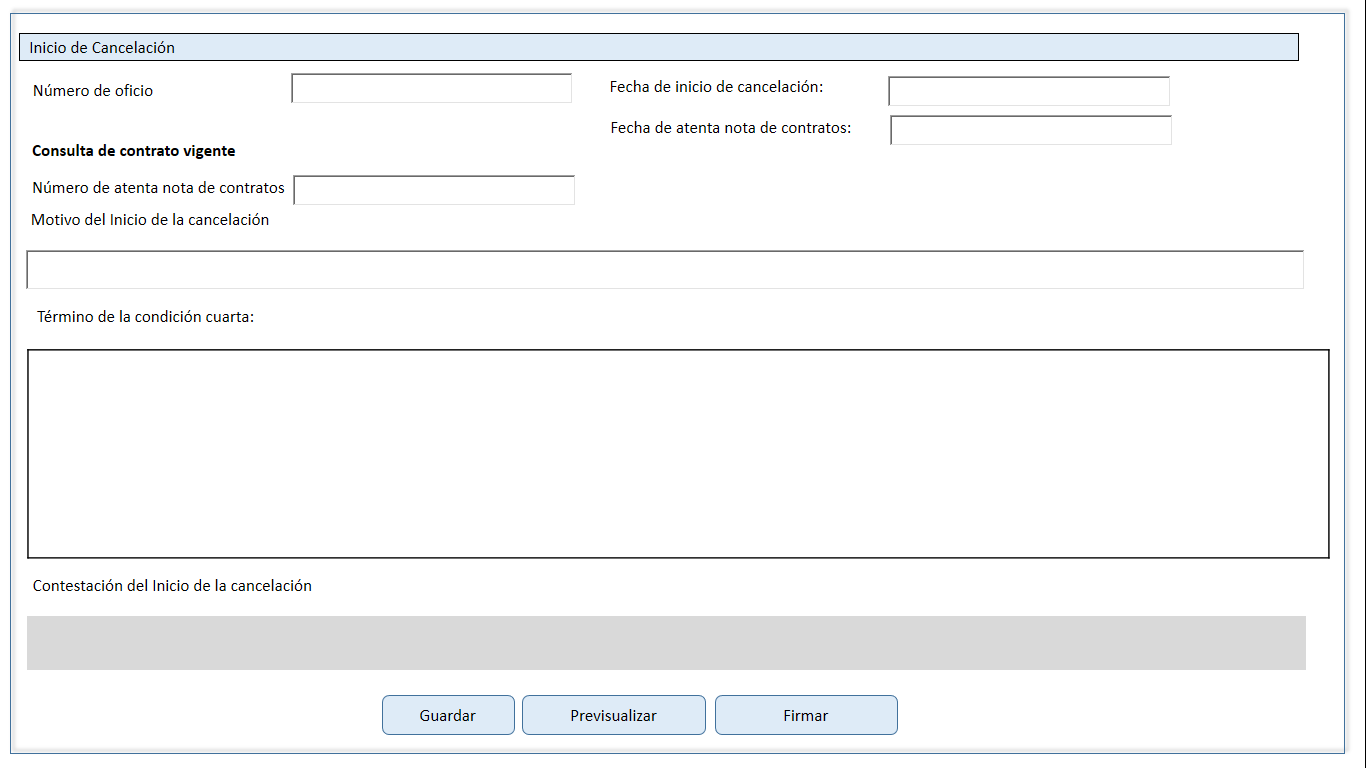 Inicio de Cancelación
Número de oficio
Fecha de inicio de cancelación:
Fecha de atenta nota de contratos:
Consulta de contrato vigente
Número de atenta nota de contratos
Motivo del Inicio de la cancelación
Término de la condición cuarta:
Contestación del Inicio de la cancelación
Guardar
Previsualizar
Firmar